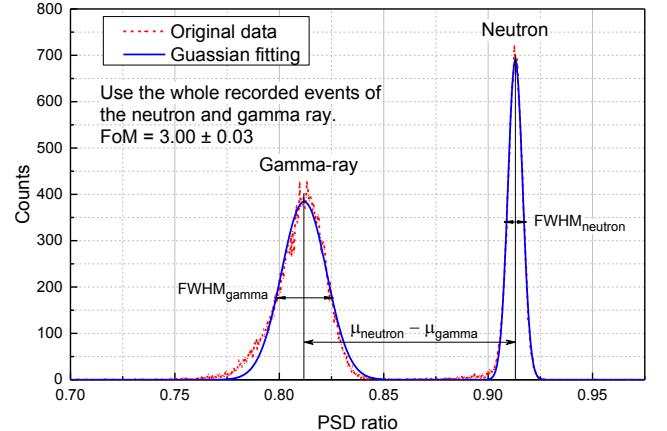 Original data
Guassian fitting
Neutron
Use the whole recorded events of
the neutron and gamma ray.
FoM = 3.00 ± 0.03
Gamma-ray
FWHMneutron
FWHMgamma
μneutron − μgamma
Counts
800
700
600
500
400
300
200
100
0
0.70 0.75 0.80 0.85 0.90 0.95
PSD ratio